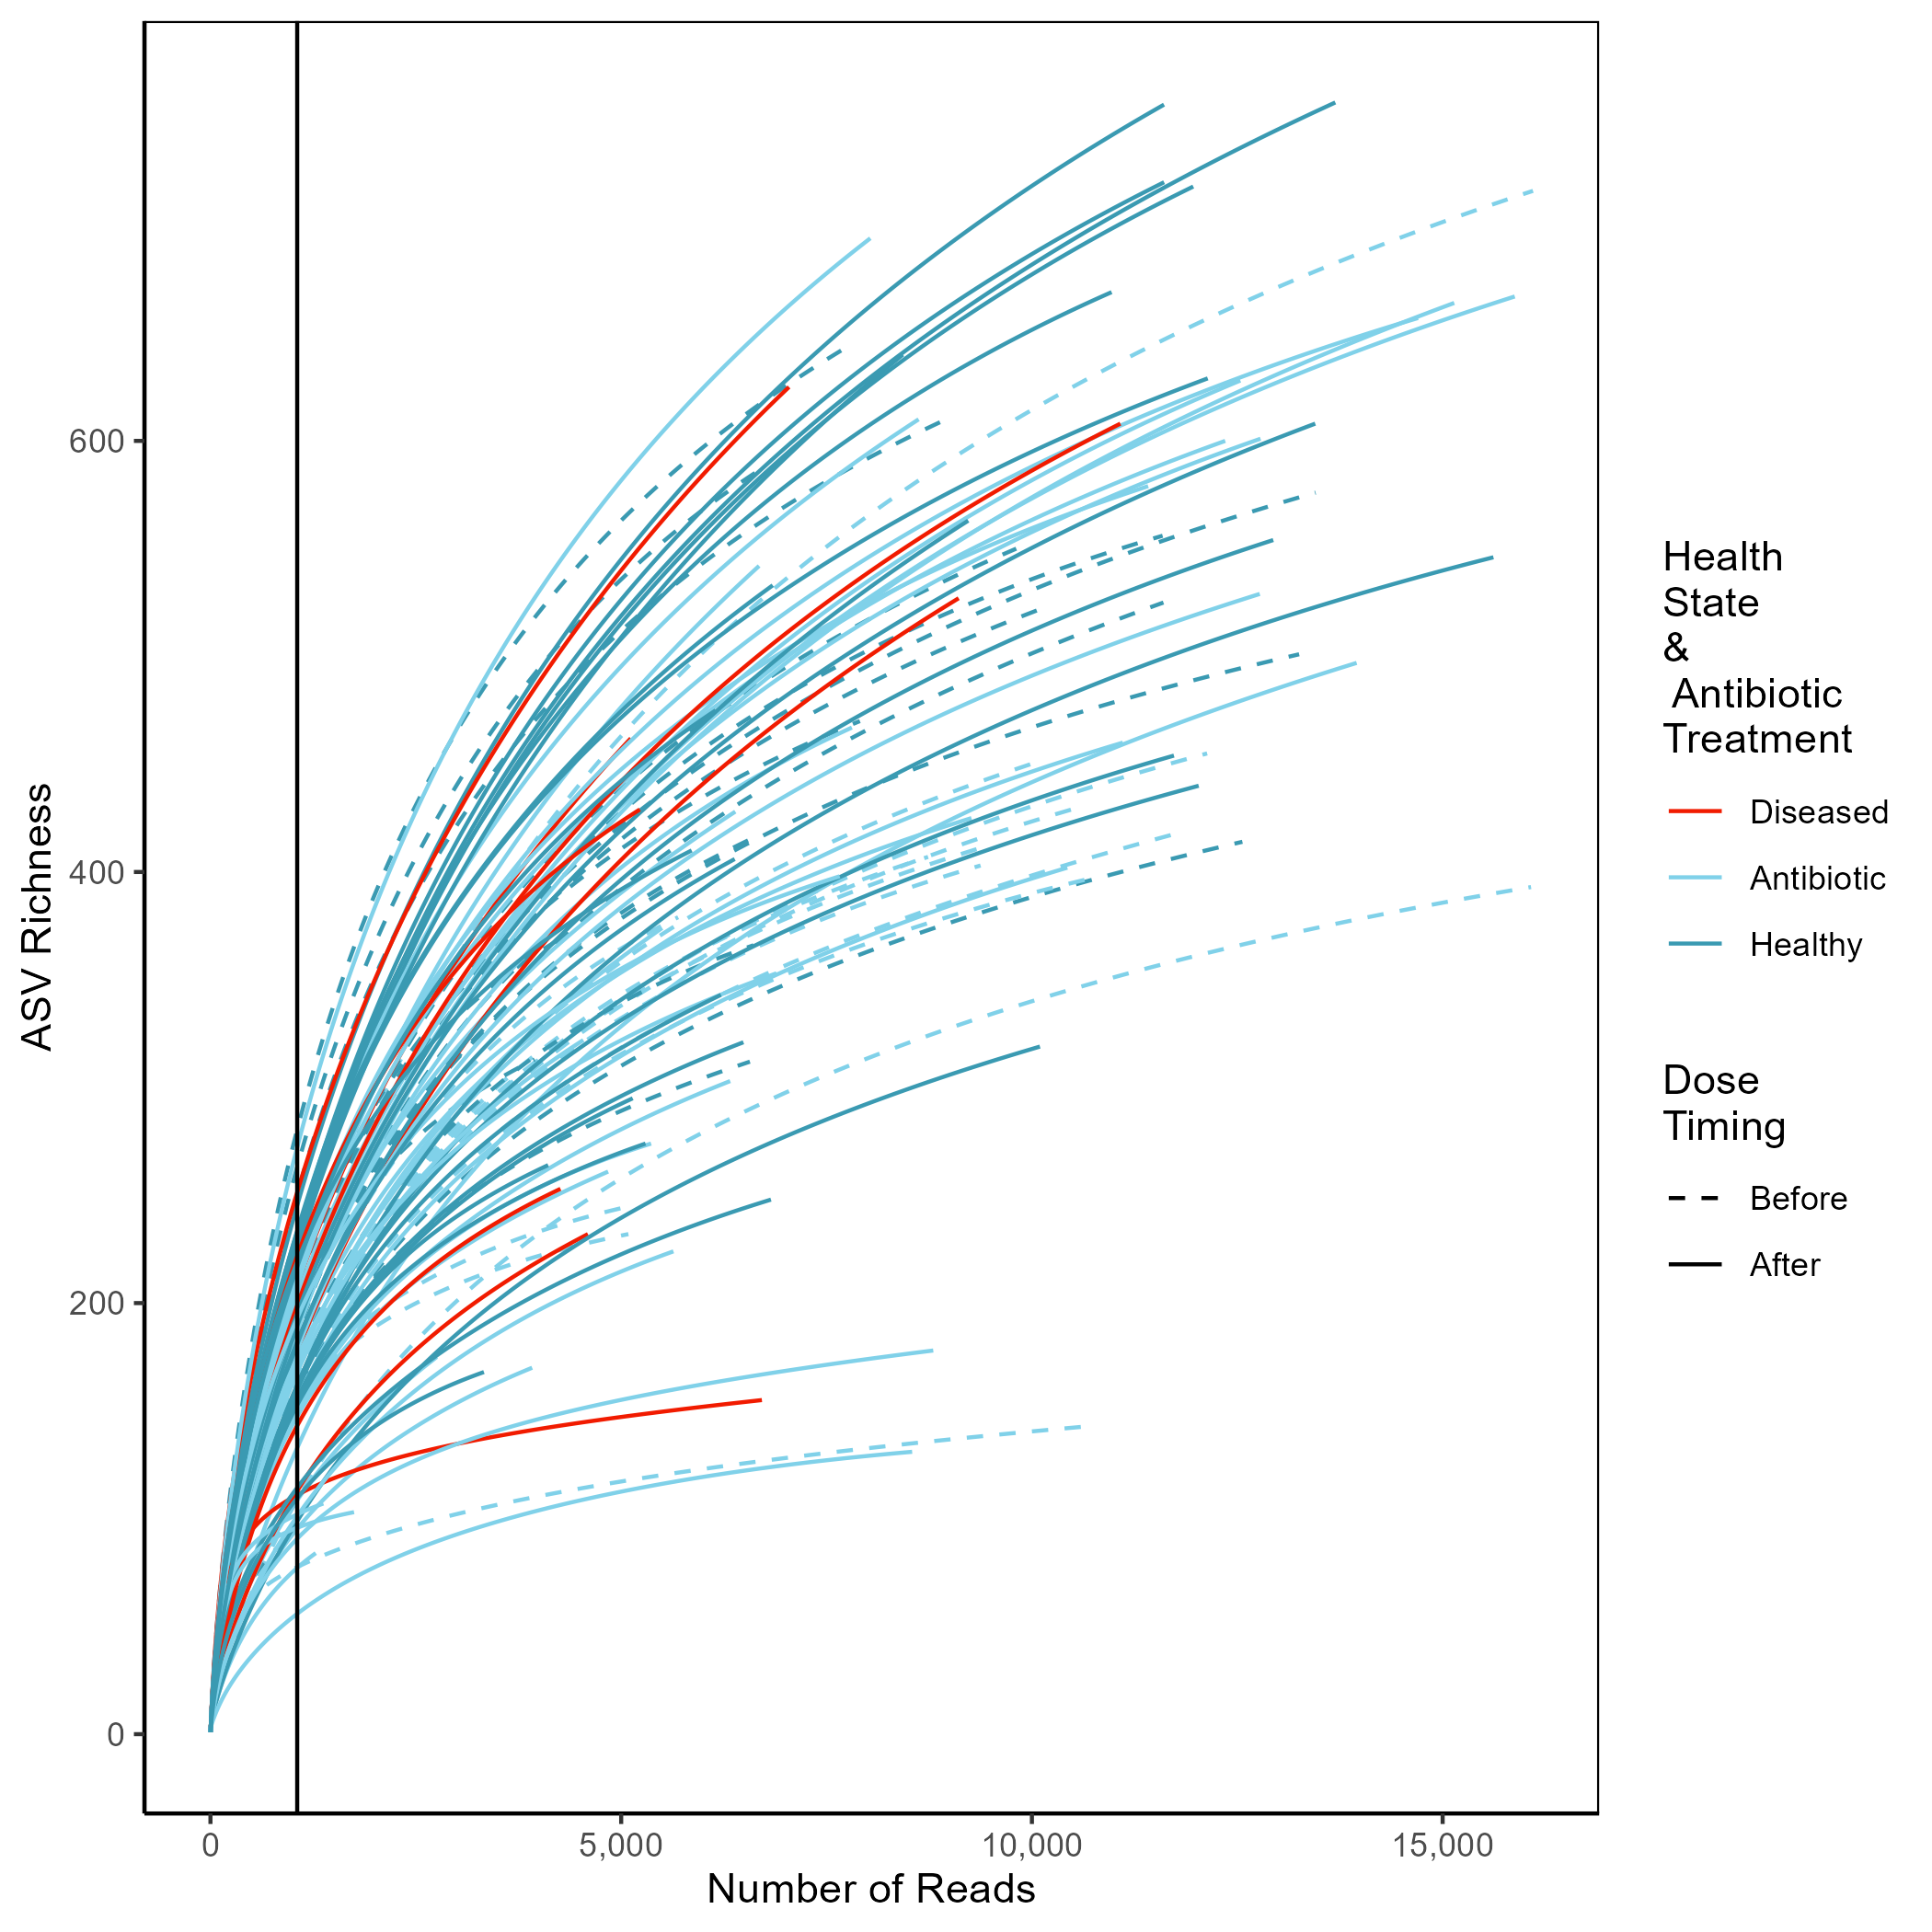 ASV Richness
600
400
200
0
0
5,000
10,000
15,000
Number of Reads
Health
State
&
Antibiotic
Treatment
Diseased
Antibiotic
Healthy
Dose
Timing
Before
After